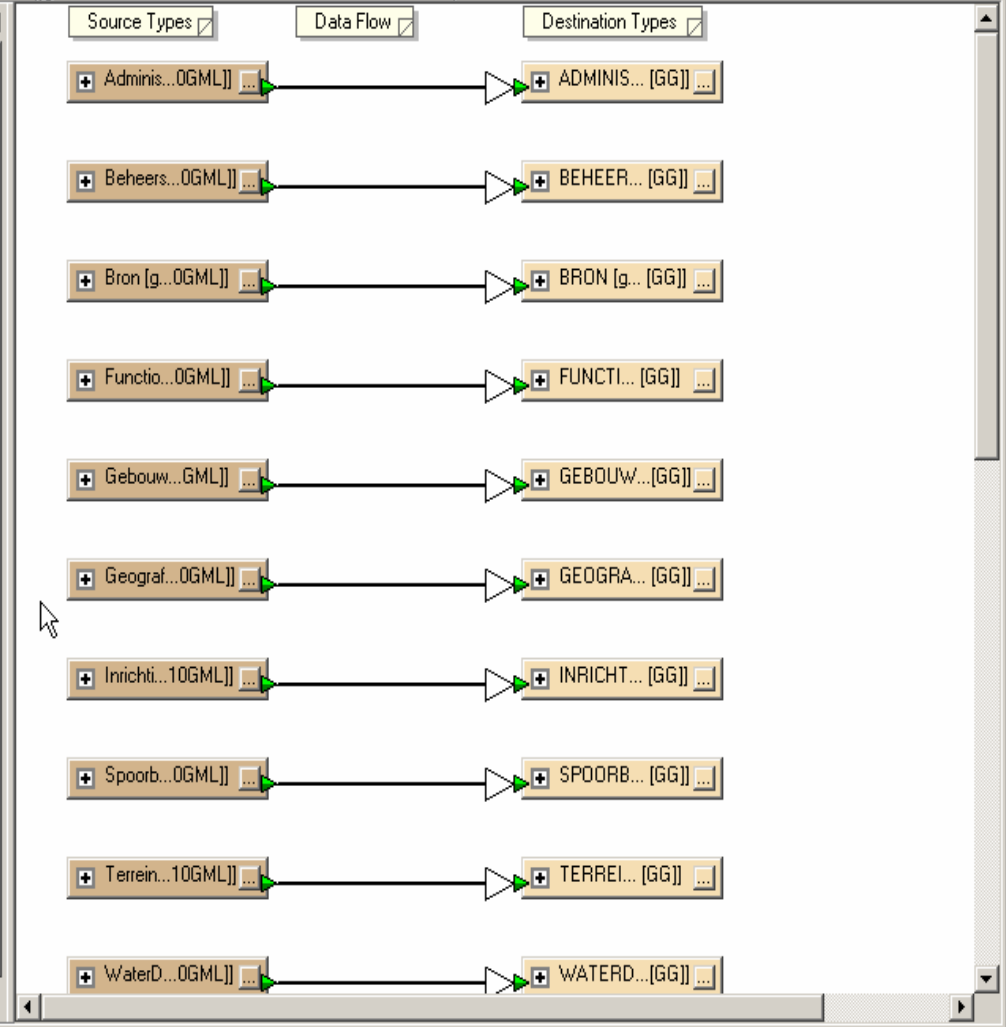 Source Types Data Flow Destination Types
Adminis...0GML]] ... ADMINIS... [GG]] ...
Beheers...0GML]] ... BEHEER... [GG]] ...
Bron [g...0GML]] ... BRON [g... [GG]] ...
Functio...0GML]] ... FUNCTI... [GG]] ...
Gebouw...GML]] ... GEBOUW...[GG]] ...
Geograf...0GML]] ... GEOGRA... [GG]] ...
Inrichti...10GML]] ... INRICHT... [GG]] ...
Spoorb...0GML]] ... SPOORB... [GG]] ...
Terrein...10GML]] ... TERREI... [GG]] ...
WaterD...0GML]] ... WATERD...[GG]] ...